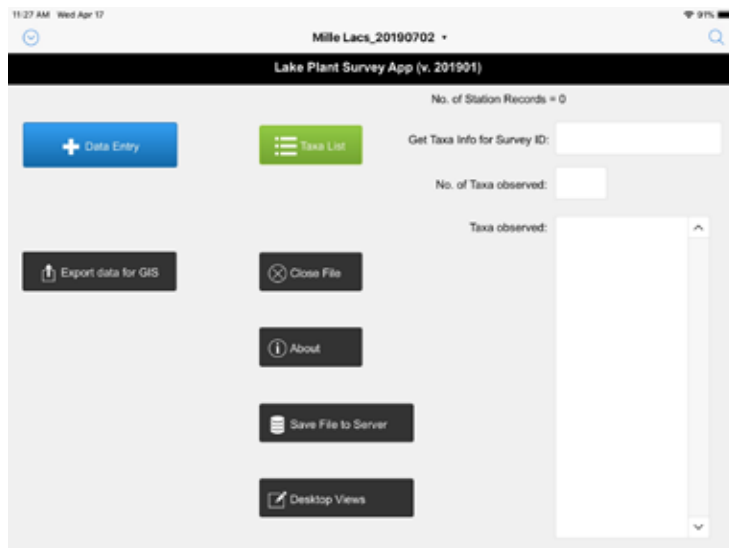 11:27 AM Wed Apr 17
91%
Mille Lacs_20190702
Lake Plant Survey App (v. 201901)
No. of Station Records = 0
Data Entry
Taxa List
Get Taxa Info for Survey ID:
No. of Taxa observed:
Taxa observed:
Export data for GIS
Close File
About
Save File to Server
Desktop Views